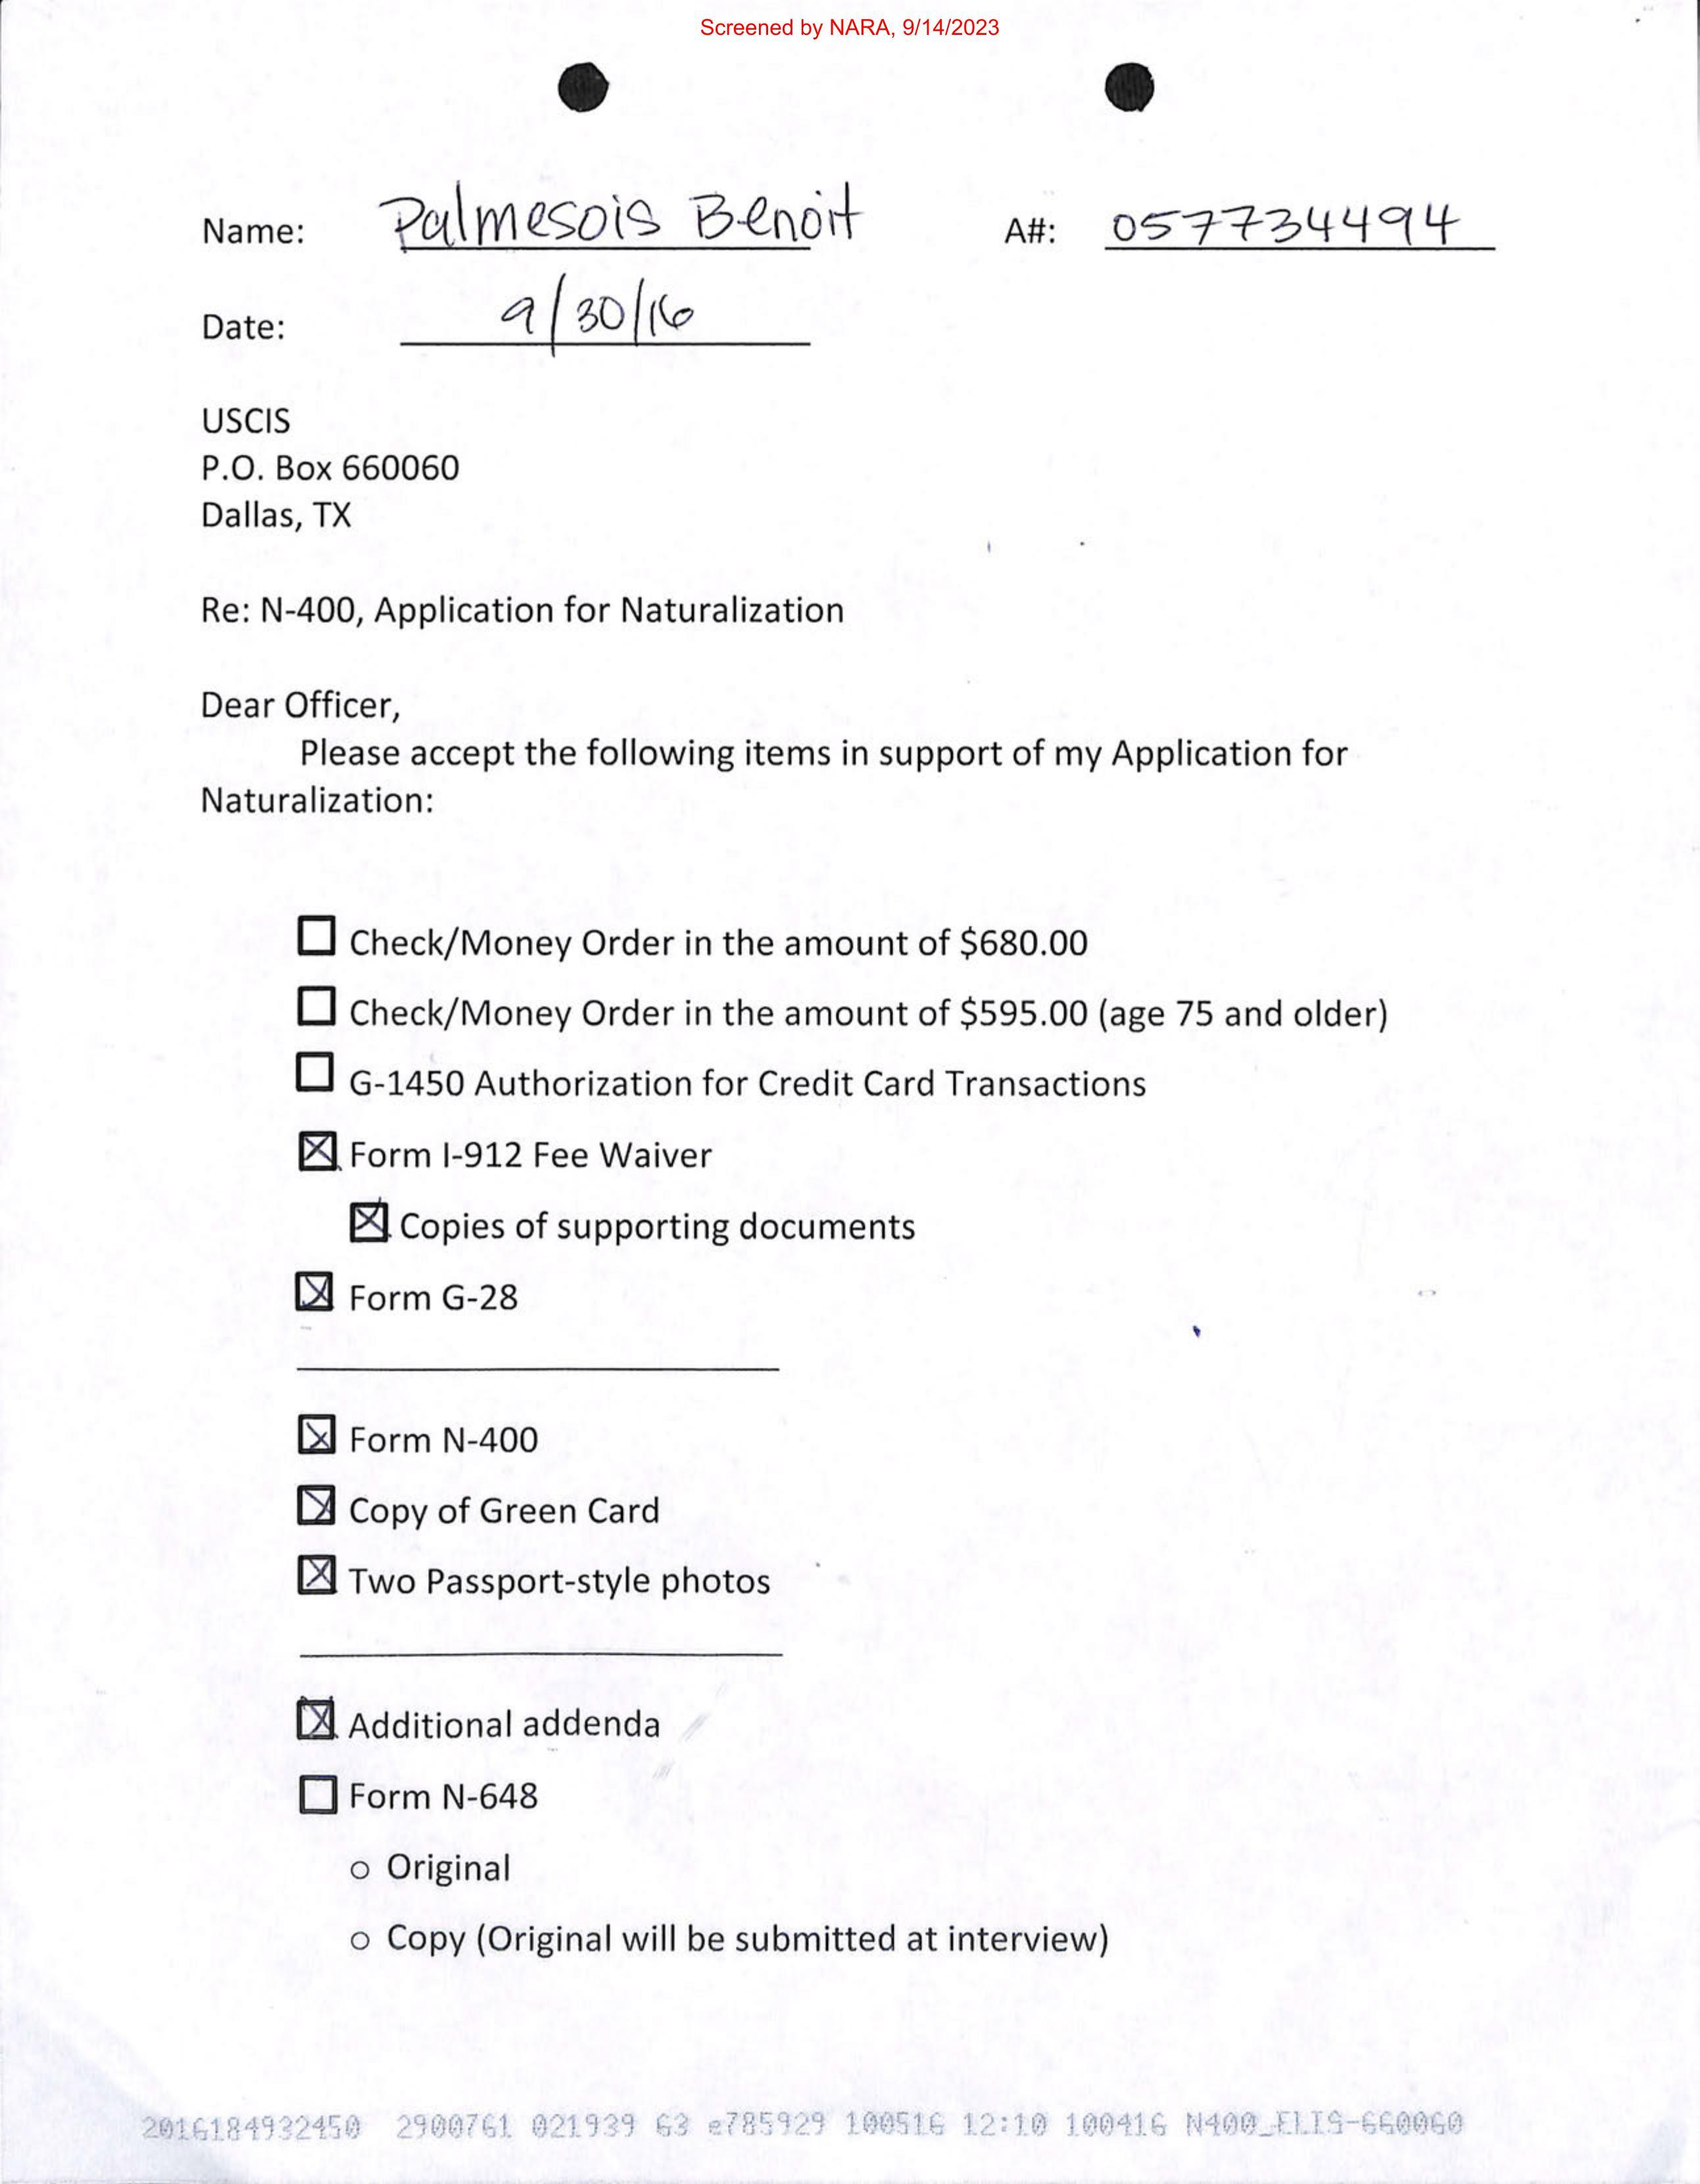 Screened by NARA, 9/14/2023
Name: Palmesois Benoit A#: 057734494
Date: 9/30/16
USCIS
P.O. Box 660060
Dallas, TX
Re: N-400, Application for Naturalization
Dear Officer,
Please accept the following items in support of my Application for
Naturalization:
☐ Check/Money Order in the amount of $680.00
☐ Check/Money Order in the amount of $595.00 (age 75 and older)
☐ G-1450 Authorization for Credit Card Transactions
☒ Form I-912 Fee Waiver
☒ Copies of supporting documents
☒ Form G-28
☒ Form N-400
☒ Copy of Green Card
☒ Two Passport-style photos
☒ Additional addenda
☐ Form N-648
o Original
o Copy (Original will be submitted at interview)
2016184932450 2900761 021939 63 e785929 100516 12:10 100416 N400_ELIS-660060